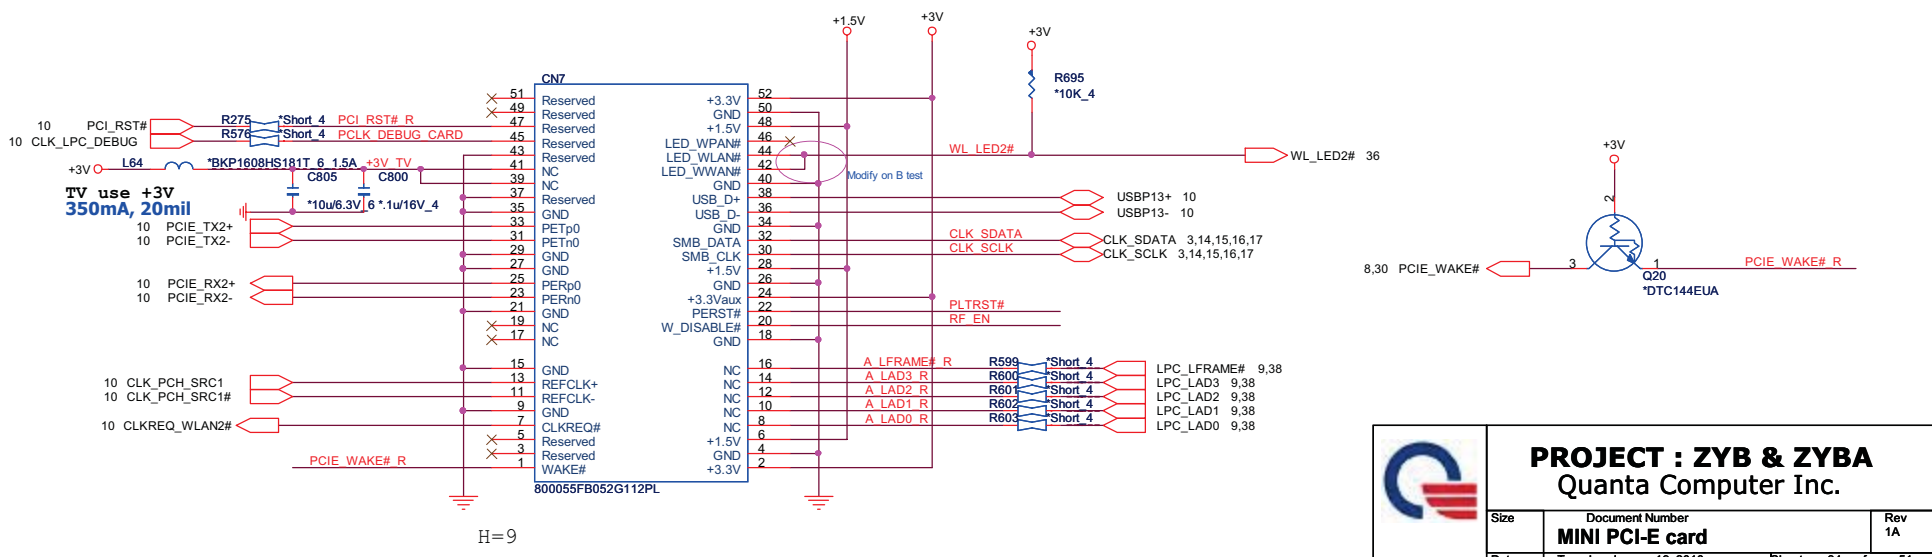 +1.5V
+3V
+3V
R695
*10K_4
CN7
51 Reserved +3.3V 52
49 Reserved GND 50
10 PCI_RST# R275 *Short_4 PCI_RST#_R 47 Reserved +1.5V 48
10 CLK_LPC_DEBUG R576 *Short_4 PCLK_DEBUG_CARD 45 Reserved LED_WPAN# 46
43 Reserved LED_WLAN# 44 WL_LED2# WL_LED2# 36
+3V L64 *BKP1608HS181T_6_1.5A +3V_TV 41 NC LED_WWAN# 42
C805 C800 39 NC GND 40 Modify on B test
TV use +3V
350mA, 20mil
*10u/6.3V_6 *.1u/16V_4
37 Reserved USB_D+ 38 USBP13+ 10
35 GND USB_D- 36 USBP13- 10
10 PCIE_TX2+ 33 PETp0 GND 34
10 PCIE_TX2- 31 PETn0 SMB_DATA 32 CLK_SDATA CLK_SDATA 3,14,15,16,17
29 GND SMB_CLK 30 CLK_SCLK CLK_SCLK 3,14,15,16,17
27 GND +1.5V 28
10 PCIE_RX2+ 25 PERp0 GND 26
10 PCIE_RX2- 23 PERn0 +3.3Vaux 24
21 GND PERST# 22 PLTRST#
19 NC W_DISABLE# 20 RF_EN
17 NC GND 18
15 GND NC 16 A_LFRAME#_R R599 *Short_4 LPC_LFRAME# 9,38
10 CLK_PCH_SRC1 13 REFCLK+ NC 14 A_LAD3_R R600 *Short_4 LPC_LAD3 9,38
10 CLK_PCH_SRC1# 11 REFCLK- NC 12 A_LAD2_R R601 *Short_4 LPC_LAD2 9,38
9 GND NC 10 A_LAD1_R R602 *Short_4 LPC_LAD1 9,38
10 CLKREQ_WLAN2# 7 CLKREQ# NC 8 A_LAD0_R R603 *Short_4 LPC_LAD0 9,38
5 Reserved +1.5V 6
3 Reserved GND 4
PCIE_WAKE#_R 1 WAKE# +3.3V 2
800055FB052G112PL
H=9
+3V
2
8,30 PCIE_WAKE# 3 1 PCIE_WAKE#_R
Q20
*DTC144EUA
PROJECT : ZYB & ZYBA
Quanta Computer Inc.
Size Document Number Rev
MINI PCI-E card 1A